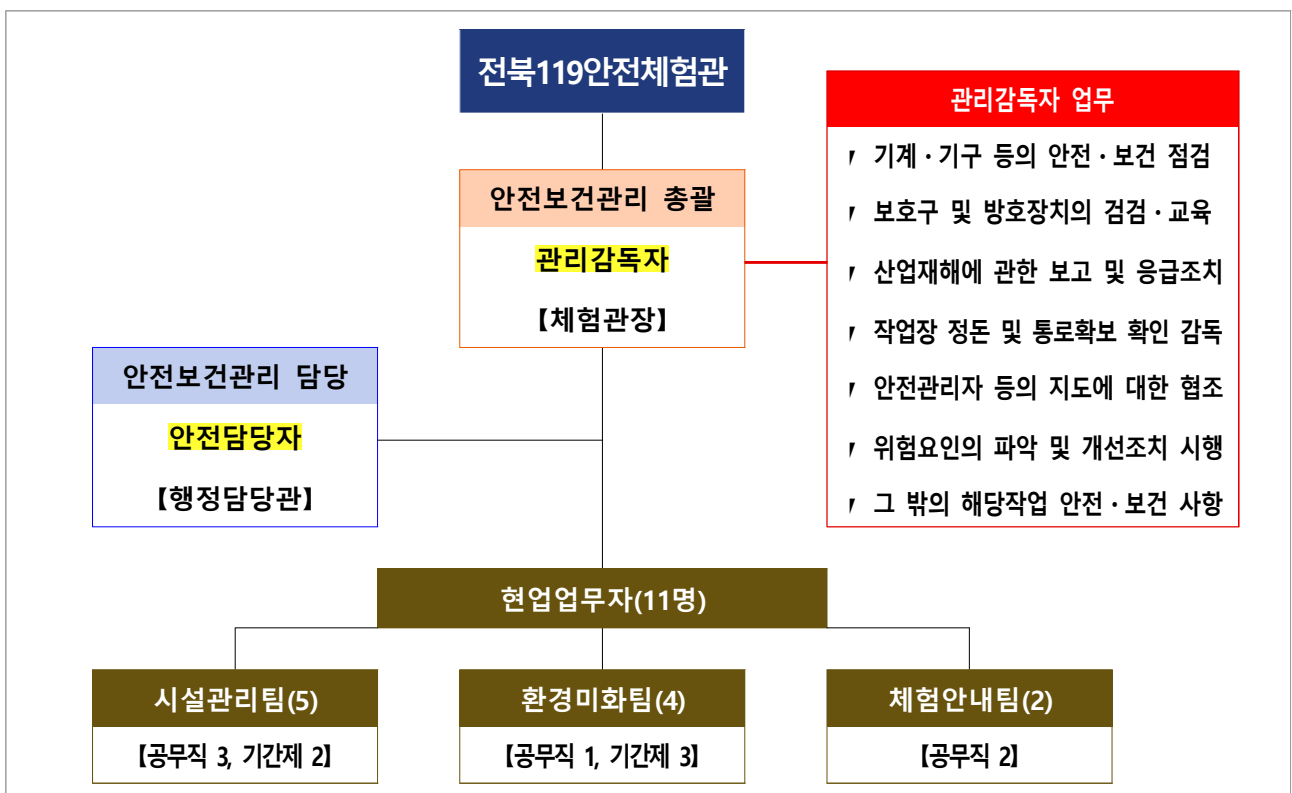 전북119안전체험관
안전보건관리 총괄
관리감독자
【체험관장】
관리감독자 업무
기계·기구 등의 안전·보건 점검
보호구 및 방호장치의 검검·교육
산업재해에 관한 보고 및 응급조치
작업장 정돈 및 통로확보 확인 감독
안전관리자 등의 지도에 대한 협조
위험요인의 파악 및 개선조치 시행
그 밖의 해당작업 안전·보건 사항
안전보건관리 담당
안전담당자
【행정담당관】
현업업무자(11명)
시설관리팀(5)
【공무직 3, 기간제 2】
환경미화팀(4)
【공무직 1, 기간제 3】
체험안내팀(2)
【공무직 2】